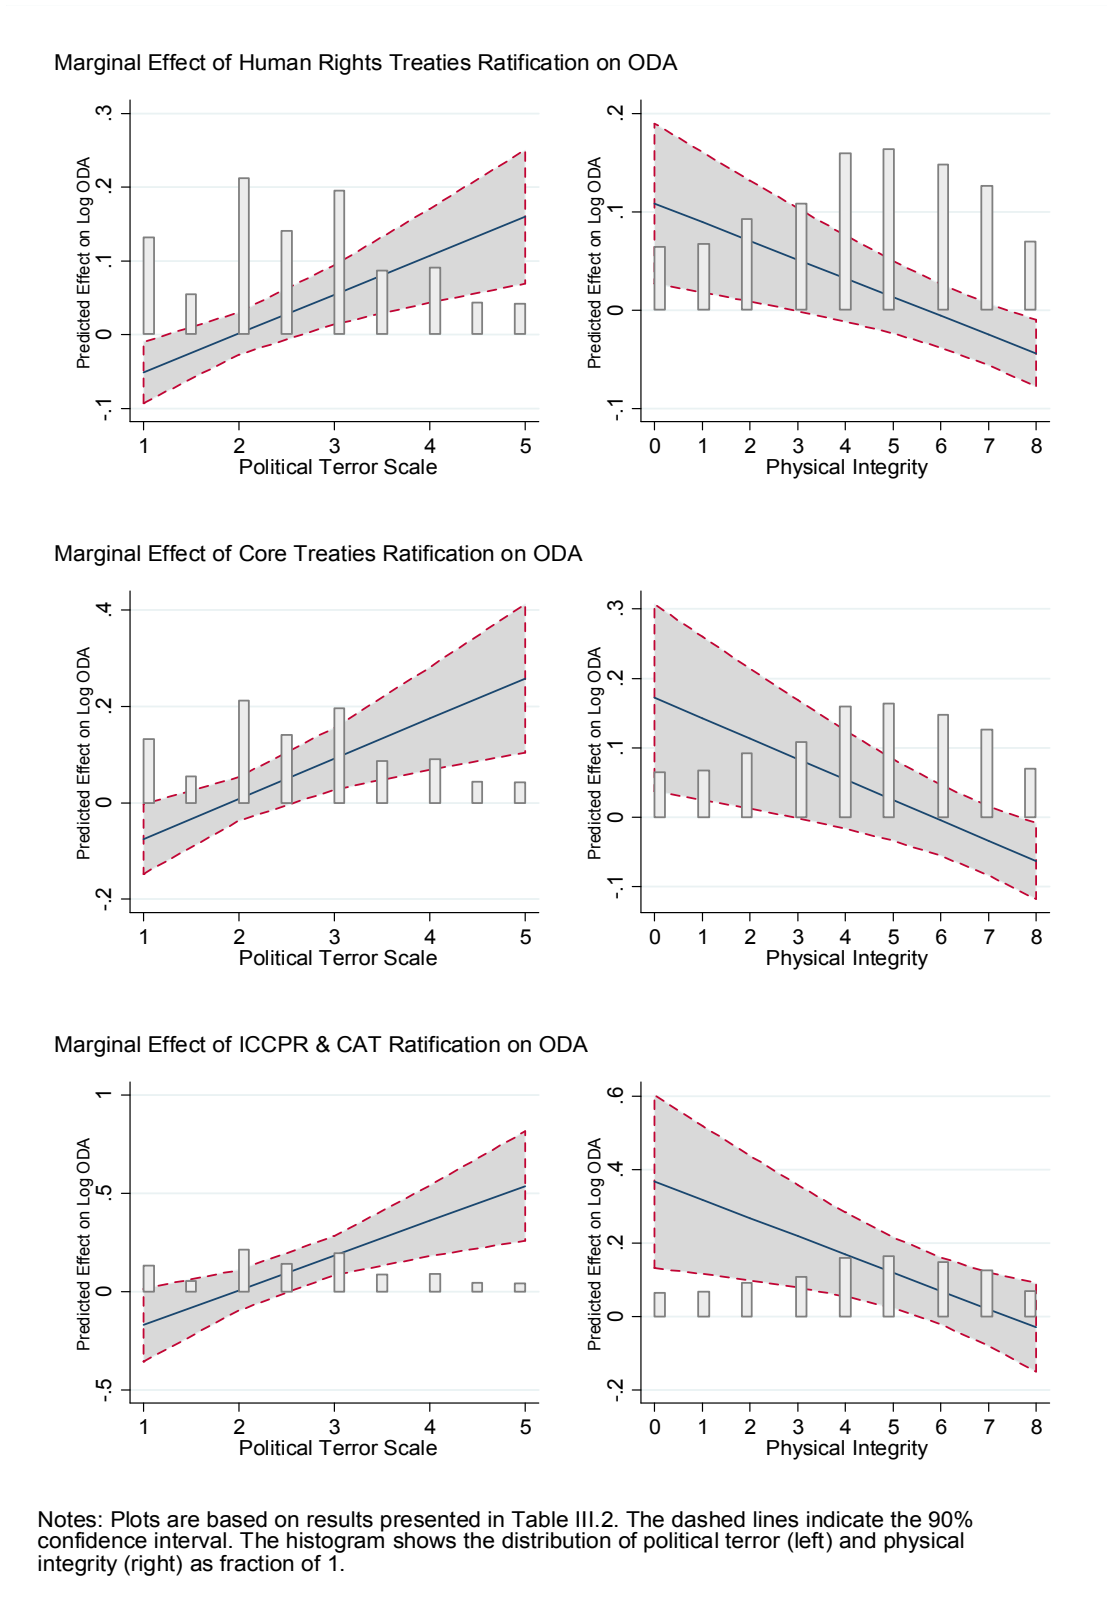 Marginal Effect of Human Rights Treaties Ratification on ODA
Predicted Effect on Log ODA
.3
.2
.1
0
-.1
1 2 3 4 5
Political Terror Scale
Predicted Effect on Log ODA
.2
.1
0
-.1
0 1 2 3 4 5 6 7 8
Physical Integrity
Marginal Effect of Core Treaties Ratification on ODA
Predicted Effect on Log ODA
.4
.2
0
-.2
1 2 3 4 5
Political Terror Scale
Predicted Effect on Log ODA
.3
.2
.1
0
-.1
0 1 2 3 4 5 6 7 8
Physical Integrity
Marginal Effect of ICCPR & CAT Ratification on ODA
Predicted Effect on Log ODA
1
.5
0
-.5
1 2 3 4 5
Political Terror Scale
Predicted Effect on Log ODA
.6
.4
.2
0
-.2
0 1 2 3 4 5 6 7 8
Physical Integrity
Notes: Plots are based on results presented in Table III.2. The dashed lines indicate the 90%
confidence interval. The histogram shows the distribution of political terror (left) and physical
integrity (right) as fraction of 1.